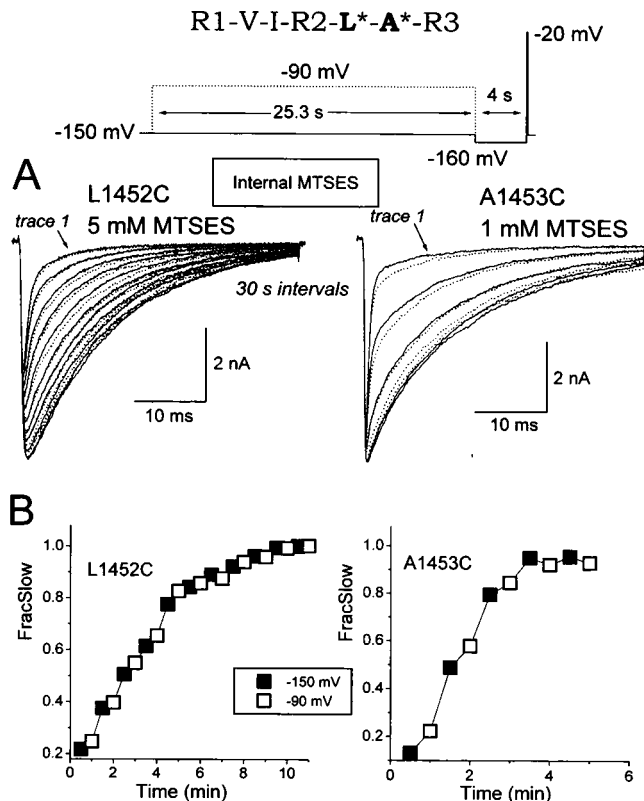 R1-V-I-R2-L*-A*-R3
-20 mV
-90 mV
4 s
25.3 s
-150 mV
-160 mV
A
Internal MTSES
L1452C
5 mM MTSES
trace 1
30 s intervals
2 nA
10 ms
A1453C
1 mM MTSES
trace 1
2 nA
10 ms
B
L1452C
FracSlow
1.0
0.8
0.6
0.4
0.2
0 2 4 6 8 10
Time (min)
-150 mV
-90 mV
A1453C
FracSlow
1.0
0.8
0.6
0.4
0.2
0 2 4 6
Time (min)